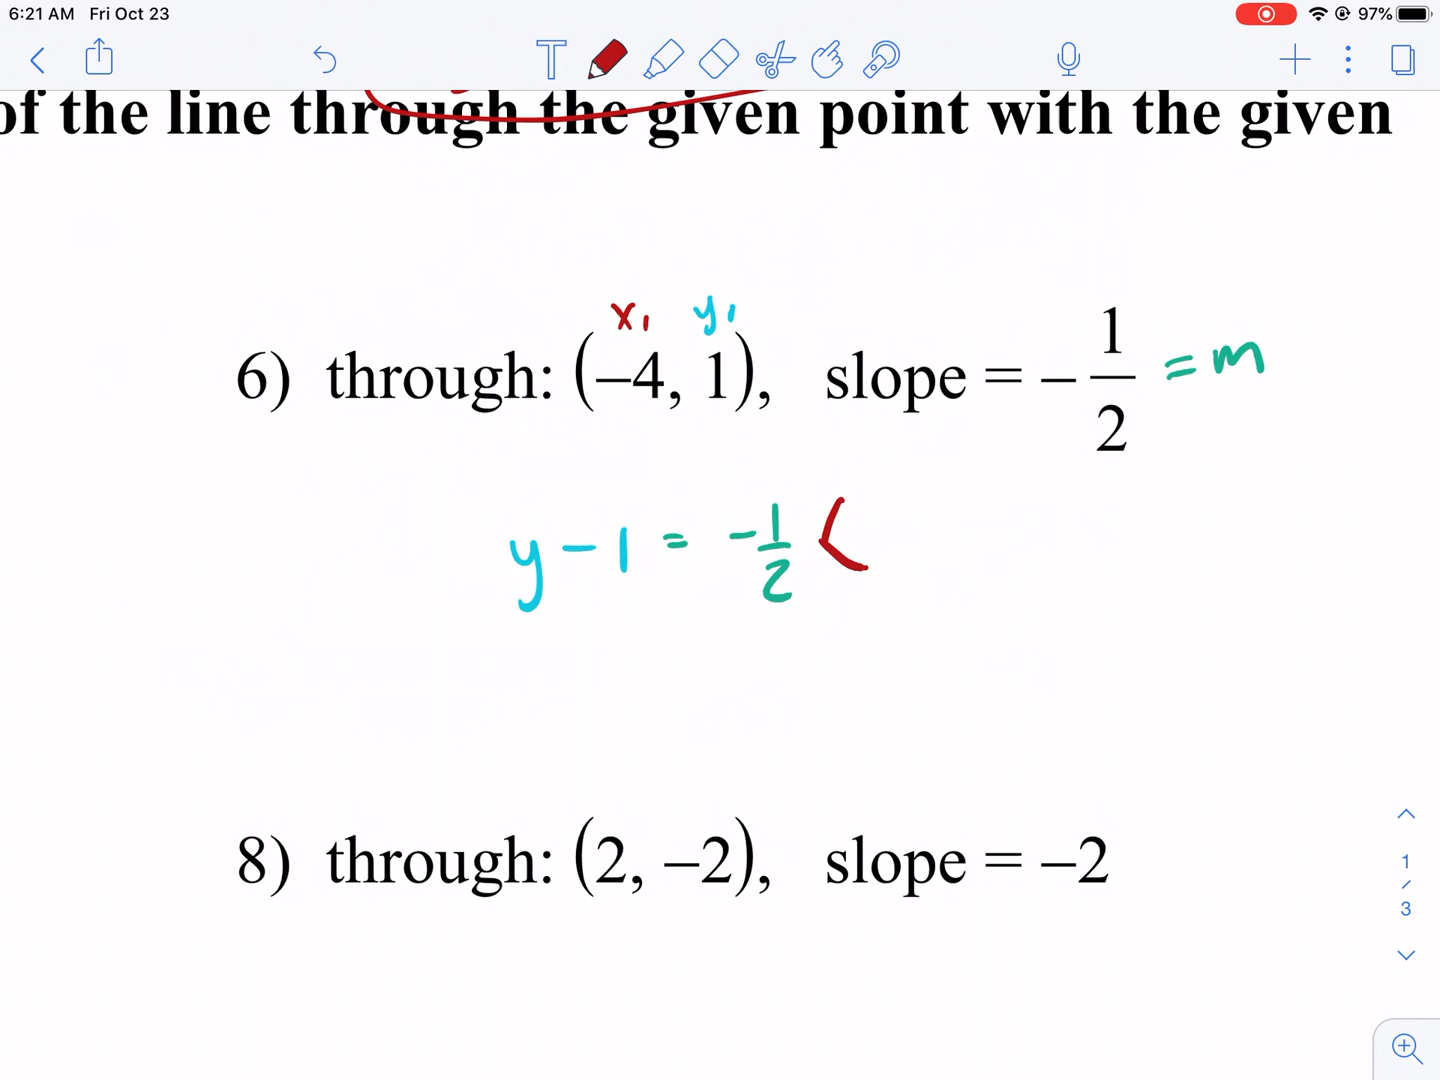 6:21 AM Fri Oct 23
97%
T
of the line through the given point with the given
x₁ y₁
6) through: (–4, 1), slope = –1/2 = m
y – 1 = -1/2 (
8) through: (2, –2), slope = –2
1
/
3